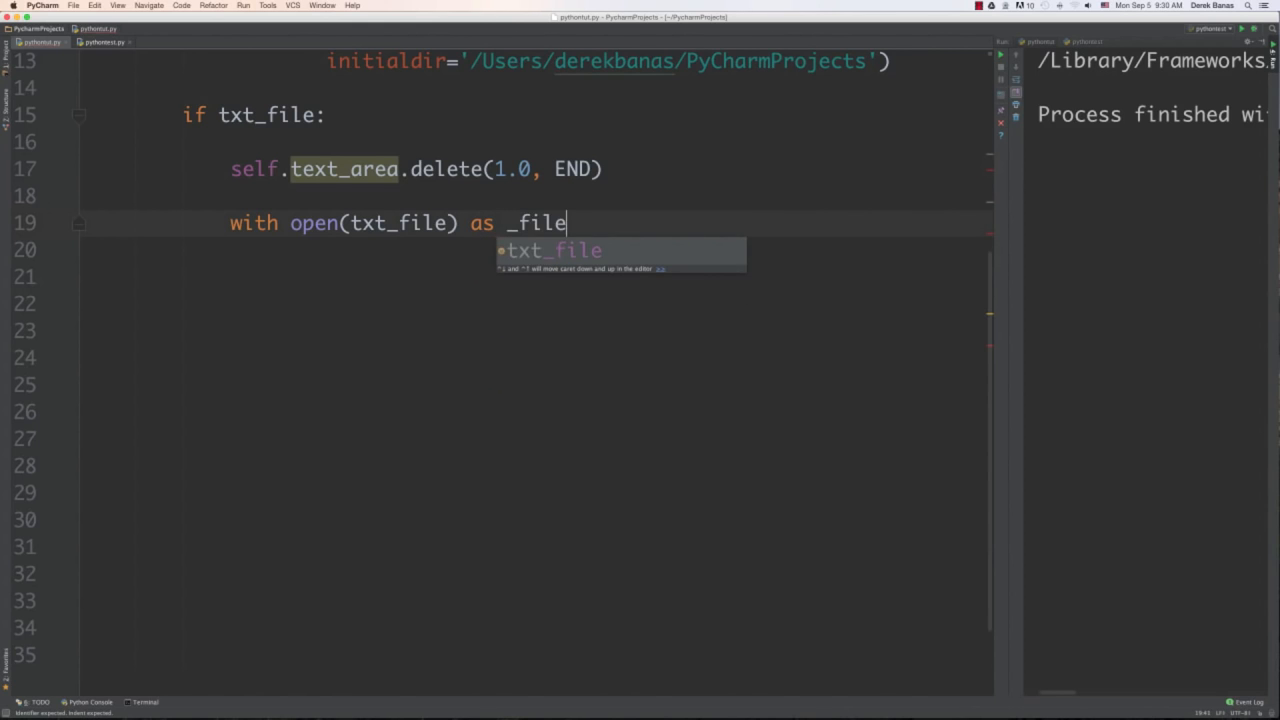 PyCharm File Edit View Navigate Code Refactor Run Tools VCS Window Help 10 Mon Sep 5 9:30 AM Derek Banas
pythontut.py - PycharmProjects - [~/PycharmProjects]
PycharmProjects pythontut.py pythontest
pythontut.py pythontest.py Run: pythontest pythontest
1: Project
Z: Structure
2: Favorites
Run
13 initialdir='/Users/derekbanas/PyCharmProjects')
14
15 if txt_file:
16
17 self.text_area.delete(1.0, END)
18
19 with open(txt_file) as _file
20 txt_file
^↓ and ^↑ will move caret down and up in the editor >>
21
22
23
24
25
26
27
28
29
30
31
32
33
34
35
/Library/Frameworks
Process finished wi
6: TODO Python Console Terminal Event Log
Identifier expected. Indent expected. 19:41 LF: UTF-8: